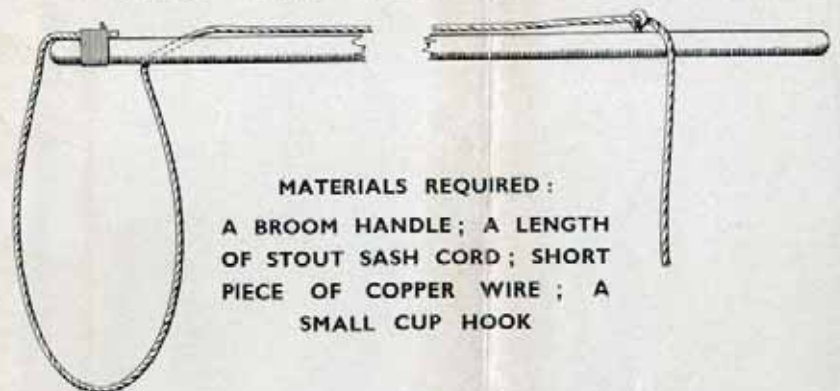 MATERIALS REQUIRED :
A BROOM HANDLE ; A LENGTH
OF STOUT SASH CORD ; SHORT
PIECE OF COPPER WIRE ; A
SMALL CUP HOOK